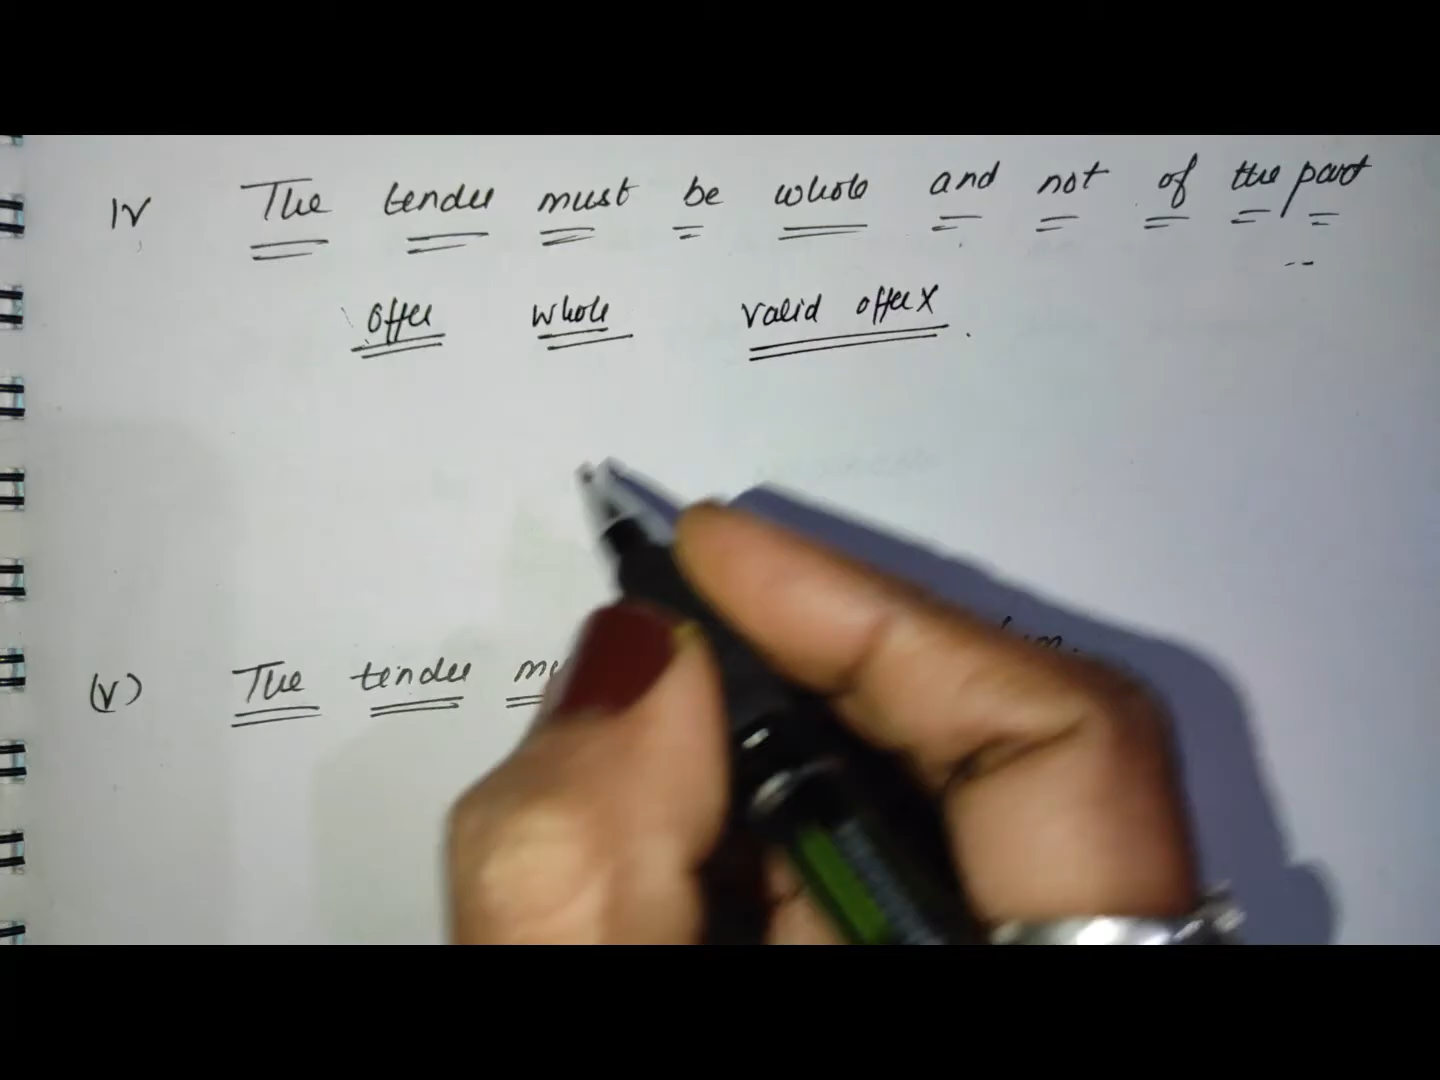 IV The tender must be whole and not of the part
Offer whole valid offer X
(V) The tender